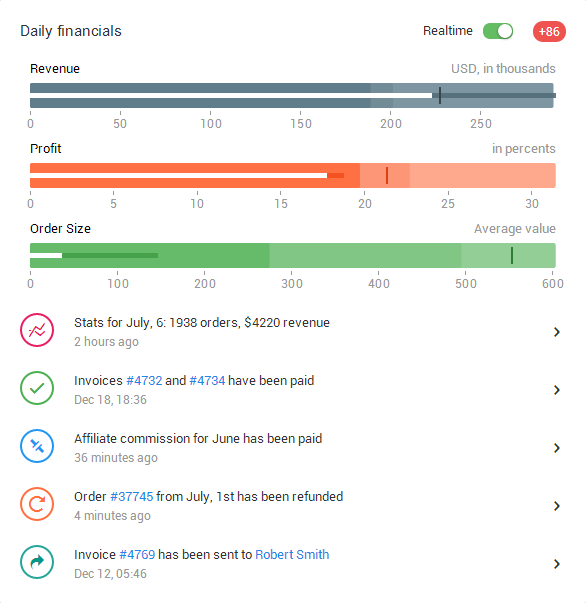 Daily financials Realtime +86
Revenue USD, in thousands
0 50 100 150 200 250
Profit in percents
0 5 10 15 20 25 30
Order Size Average value
0 100 200 300 400 500 600
Stats for July, 6: 1938 orders, $4220 revenue
2 hours ago
Invoices #4732 and #4734 have been paid
Dec 18, 18:36
Affiliate commission for June has been paid
36 minutes ago
Order #37745 from July, 1st has been refunded
4 minutes ago
Invoice #4769 has been sent to Robert Smith
Dec 12, 05:46